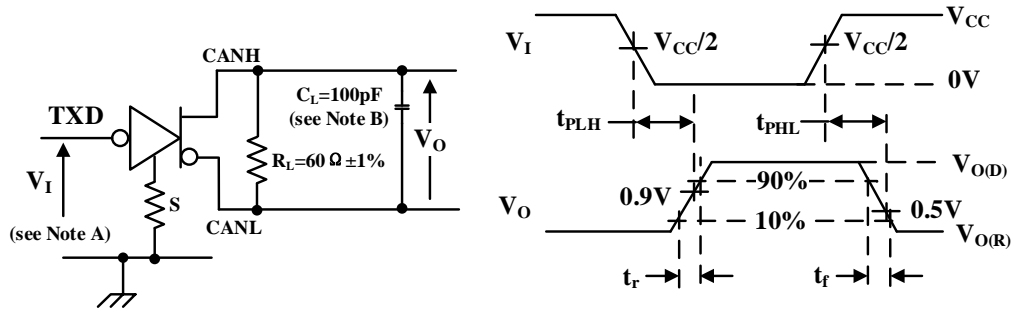 CANH
TXD
C_L=100pF
(see Note B)
V_O
R_L=60Ω±1%
V_I
S
(see Note A)
CANL
V_I
V_CC
V_CC/2
V_CC/2
0V
t_PLH
t_PHL
V_O
V_O(D)
0.9V
90%
10%
0.5V
V_O(R)
t_r
t_f